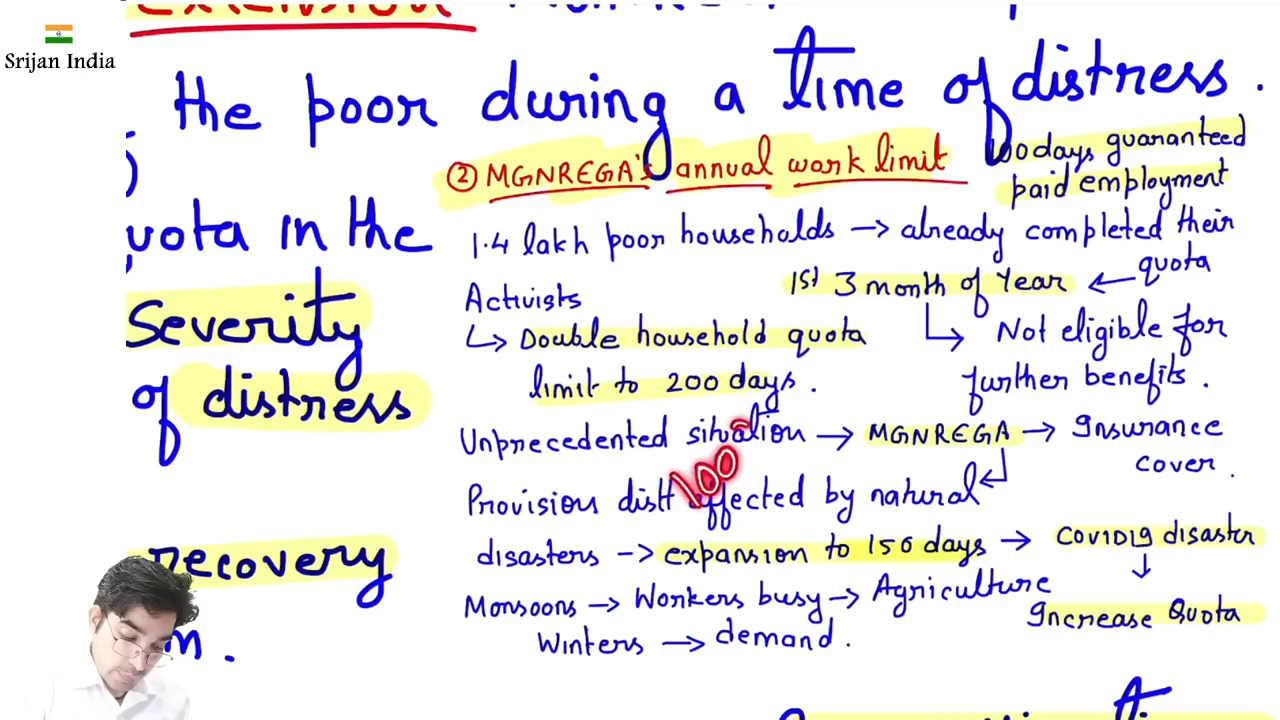 EXTENSION
Srijan India
the poor during a time of distress.
② MGNREGA's annual work limit
100 days guaranteed
paid employment
uota in the
1.4 lakh poor households → already completed their
quota
1st 3 month of Year ←
Activists
Severity
↳ Double household quota
↳ Not eligible for
limit to 200 days.
further benefits.
of distress
Unprecedented situation → MGNREGA → Insurance
cover.
100
Provision distt affected by natural
disasters -> expansion to 150 days → COVID19 disaster
↓
recovery
Monsoons → Workers busy → Agriculture
Increase Quota
Winters → demand.